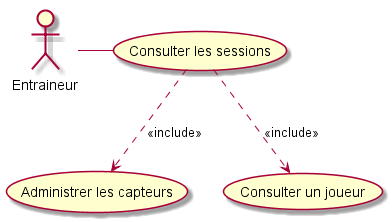 Consulter les sessions
Entraineur
«include»
«include»
Administrer les capteurs
Consulter un joueur